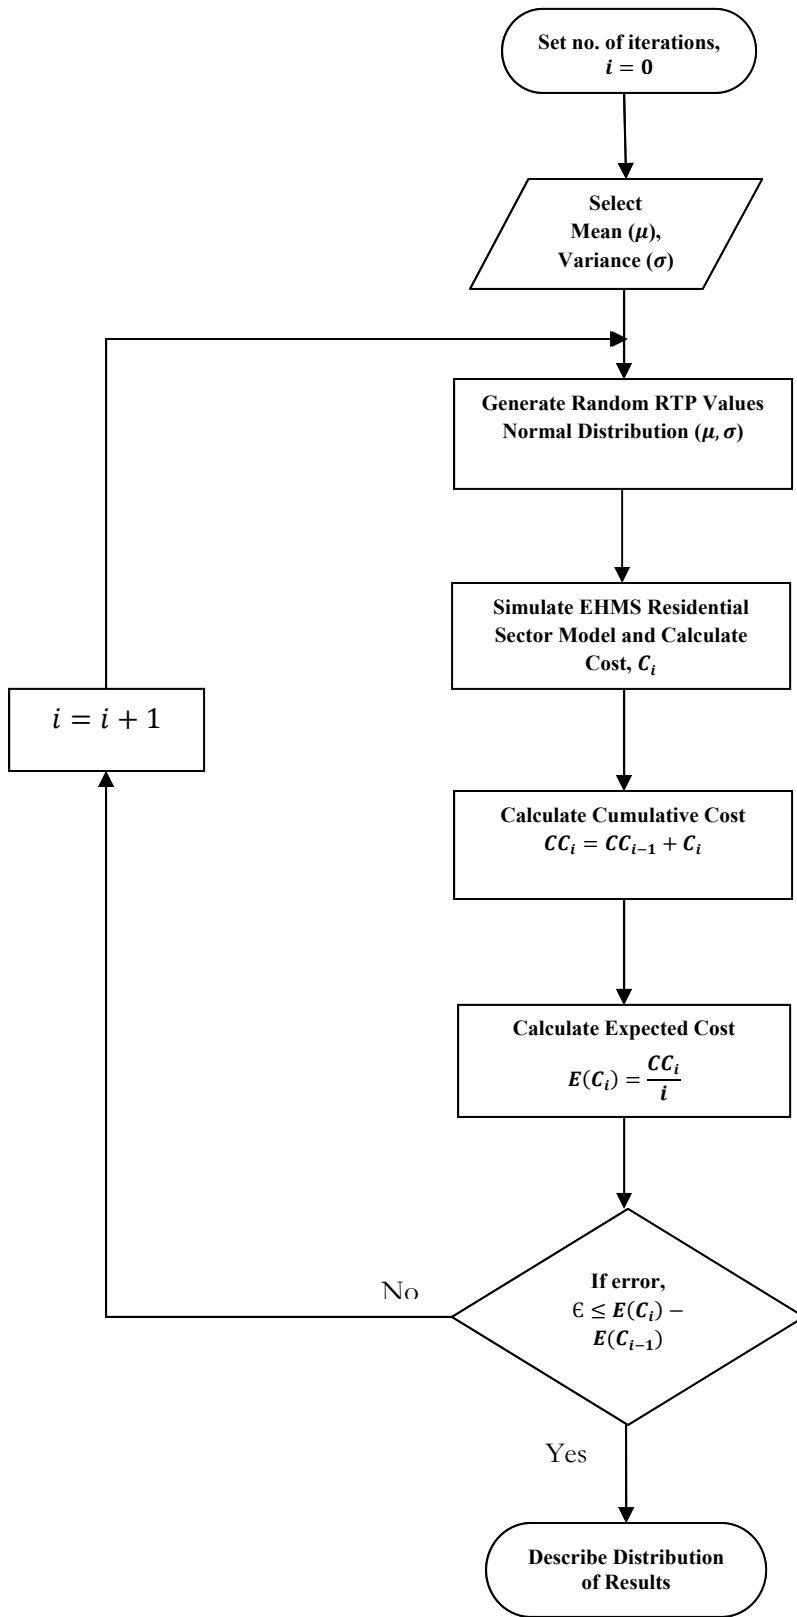 Set no. of iterations,
i = 0
Select
Mean (μ),
Variance (σ)
Generate Random RTP Values
Normal Distribution (μ, σ)
Simulate EHMS Residential
Sector Model and Calculate
Cost, C_i
i = i + 1
Calculate Cumulative Cost
CC_i = CC_{i−1} + C_i
Calculate Expected Cost
E(C_i) = CC_i / i
If error,
Є ≤ E(C_i) −
E(C_{i−1})
No
Yes
Describe Distribution
of Results